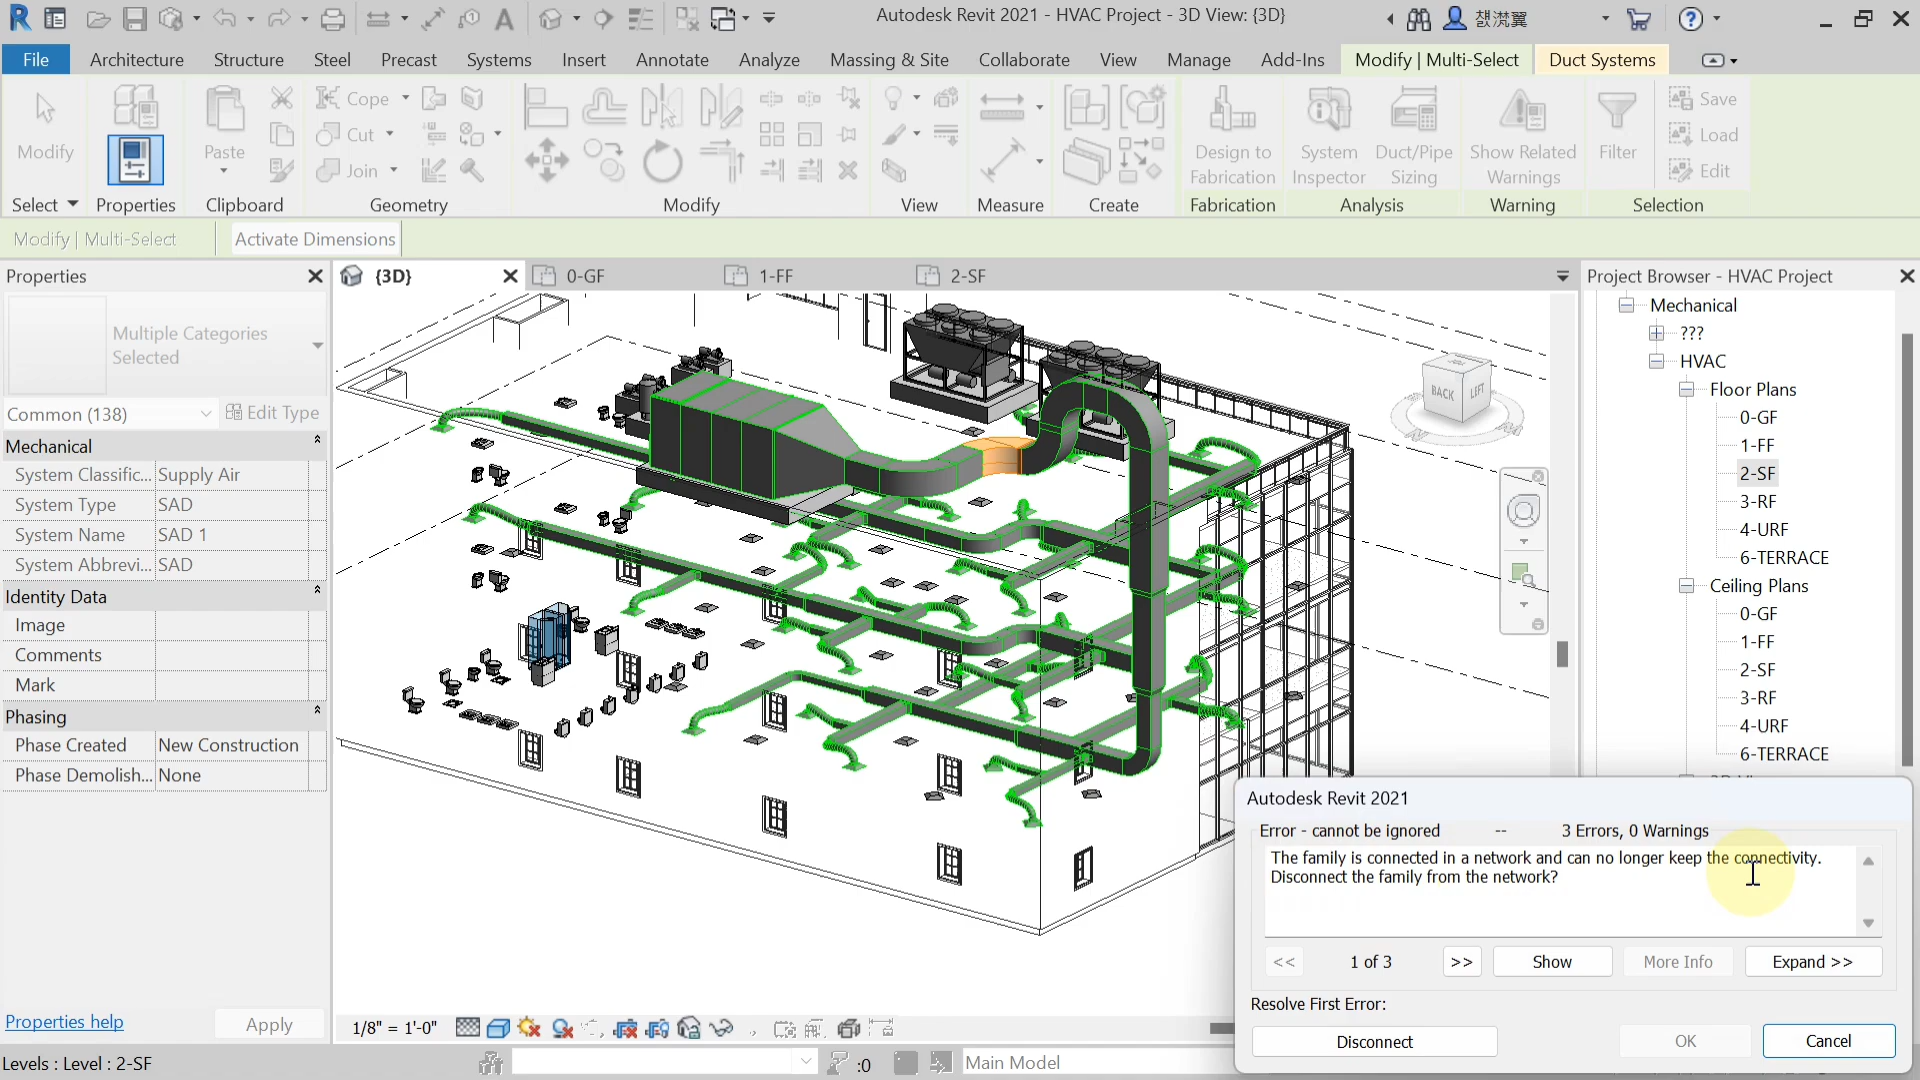 Autodesk Revit 2021 - HVAC Project - 3D View: {3D}
File Architecture Structure Steel Precast Systems Insert Annotate Analyze Massing & Site Collaborate View Manage Add-Ins Modify | Multi-Select Duct Systems
Modify
Paste
Cope
Cut
Join
Design to Fabrication
System Inspector
Duct/Pipe Sizing
Show Related Warnings
Filter
Save
Load
Edit
Select Properties Clipboard Geometry Modify View Measure Create Fabrication Analysis Warning Selection
Modify | Multi-Select Activate Dimensions
Properties
Multiple Categories
Selected
Common (138) Edit Type
Mechanical
System Classific... Supply Air
System Type SAD
System Name SAD 1
System Abbrevi... SAD
Identity Data
Image
Comments
Mark
Phasing
Phase Created New Construction
Phase Demolish... None
Properties help Apply
{3D} 0-GF 1-FF 2-SF
BACK LEFT
Project Browser - HVAC Project
Mechanical
???
HVAC
Floor Plans
0-GF
1-FF
2-SF
3-RF
4-URF
6-TERRACE
Ceiling Plans
0-GF
1-FF
2-SF
3-RF
4-URF
6-TERRACE
Autodesk Revit 2021
Error - cannot be ignored -- 3 Errors, 0 Warnings
The family is connected in a network and can no longer keep the connectivity.
Disconnect the family from the network?
<< 1 of 3 >> Show More Info Expand >>
Resolve First Error:
Disconnect OK Cancel
1/8" = 1'-0"
Levels : Level : 2-SF :0 Main Model